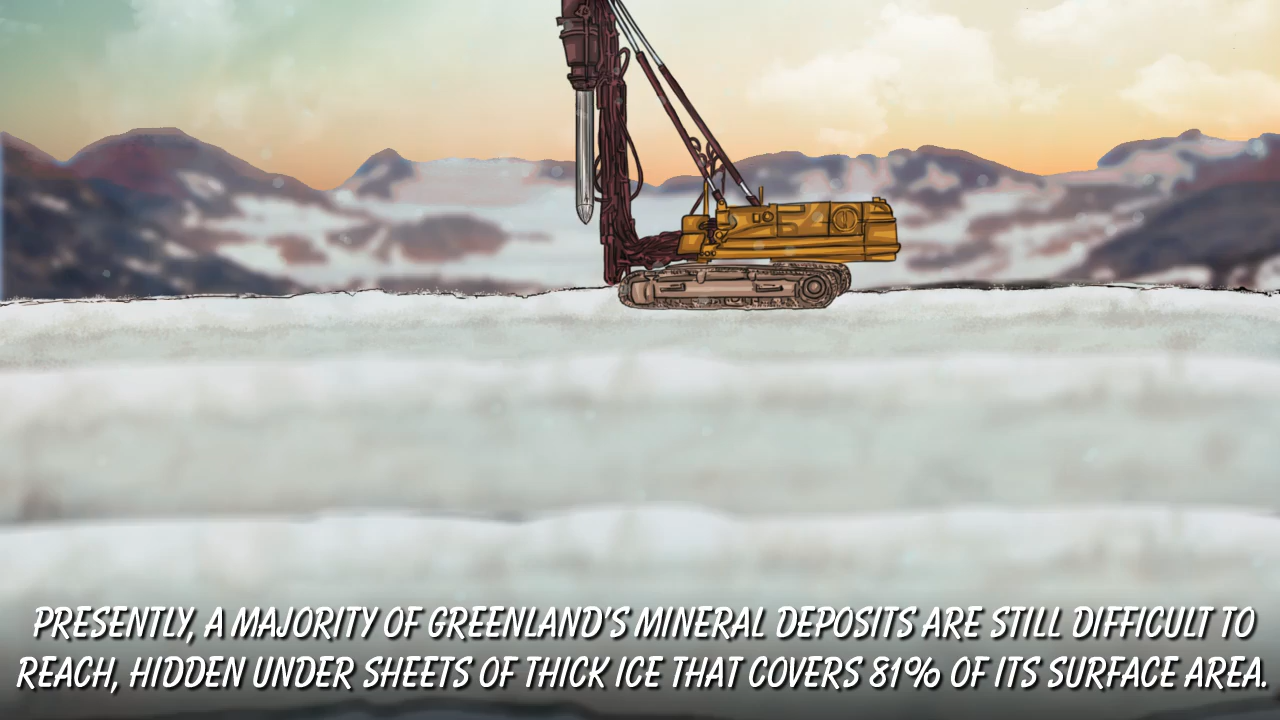 PRESENTLY, A MAJORITY OF GREENLAND'S MINERAL DEPOSITS ARE STILL DIFFICULT TO
REACH, HIDDEN UNDER SHEETS OF THICK ICE THAT COVERS 81% OF ITS SURFACE AREA.